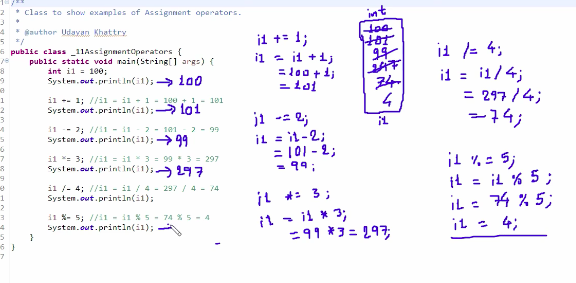 /**
* Class to show examples of Assignment operators.
*
* @author Udayan Khattry
public class _11AssignmentOperators {
public static void main(String[] args) {
int i1 = 100;
System.out.println(i1); → 100
i1 += 1; //i1 = i1 + 1 = 100 + 1 = 101
System.out.println(i1); → 101
i1 -= 2; //i1 = i1 - 2 = 101 - 2 = 99
System.out.println(i1); → 99
i1 *= 3; //i1 = i1 * 3 = 99 * 3 = 297
System.out.println(i1); → 297
i1 /= 4; //i1 = i1 / 4 = 297 / 4 = 74
System.out.println(i1);
i1 %= 5; //i1 = i1 % 5 = 74 % 5 = 4
System.out.println(i1);
}
}
i1 += 1;
i1 = i1 + 1;
= 100 + 1;
= 101
i1 -= 2;
i1 = i1 - 2;
= 101 - 2;
= 99;
i1 *= 3;
i1 = i1 * 3;
= 99 * 3 = 297;
int
100
101
99
297
74
4
i1
i1 /= 4;
i1 = i1 / 4;
= 297 / 4;
= 74;
i1 %= 5;
i1 = i1 % 5;
i1 = 74 % 5;
i1 = 4;